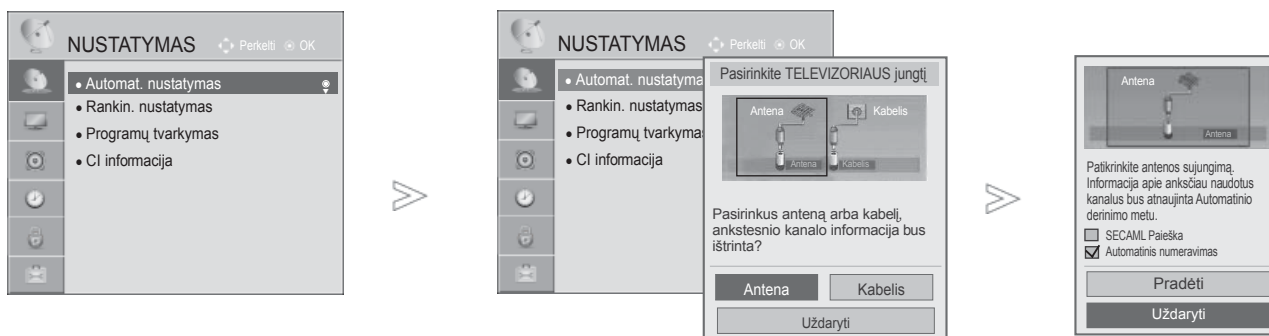 NUSTATYMAS Perkelti OK
● Automat. nustatymas
● Rankin. nustatymas
● Programų tvarkymas
● CI informacija
>
NUSTATYMAS Perkelti OK
● Automat. nustatyma
● Rankin. nustatymas
● Programų tvarkymas
● CI informacija
Pasirinkite TELEVIZORIAUS jungtį
Antena Kabelis
Antena Kabelis
Pasirinkus anteną arba kabelį,
ankstesnio kanalo informacija bus
ištrinta?
Antena Kabelis
Uždaryti
>
Antena
Antena
Patikrinkite antenos sujungimą.
Informacija apie anksčiau naudotus
kanalus bus atnaujinta Automatinio
derinimo metu.
SECAML Paieška
Automatinis numeravimas
Pradėti
Uždaryti